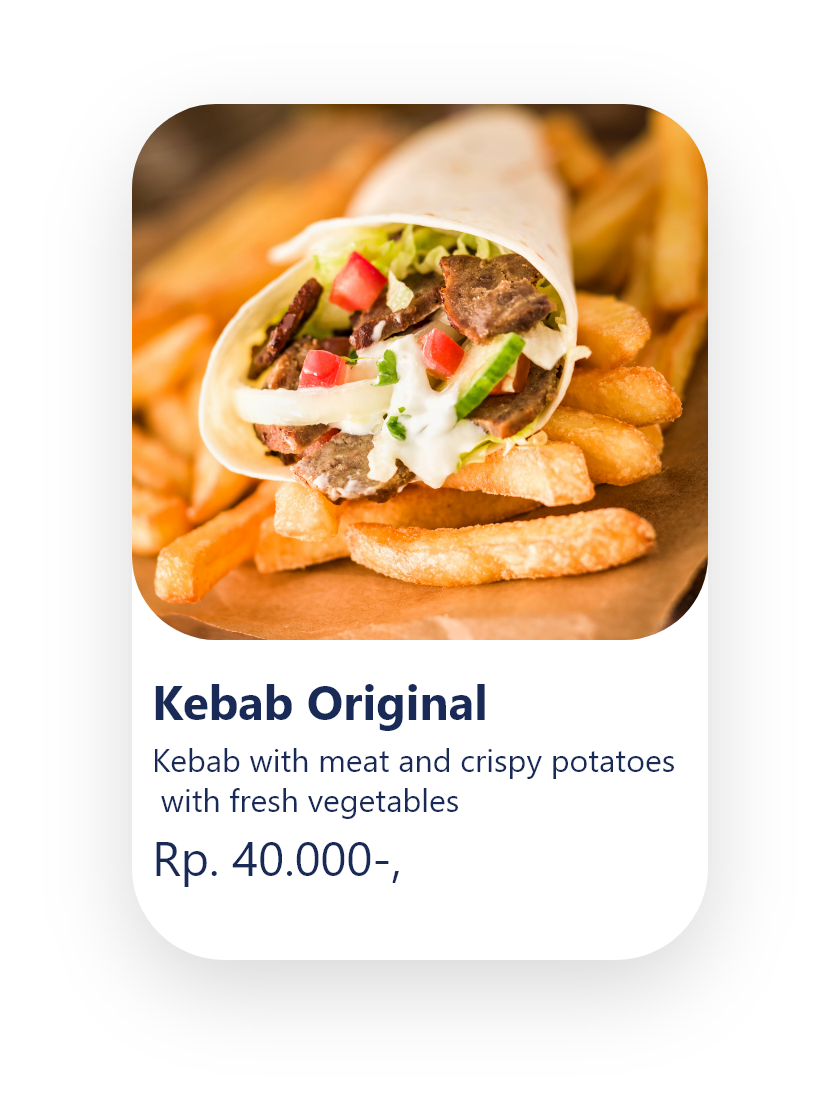 Kebab Original
Kebab with meat and crispy potatoes
with fresh vegetables
Rp. 40.000-,